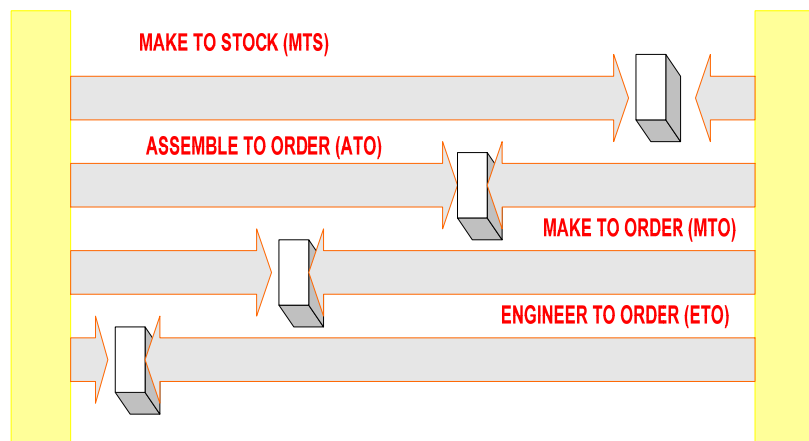 MAKE TO STOCK (MTS)
ASSEMBLE TO ORDER (ATO)
MAKE TO ORDER (MTO)
ENGINEER TO ORDER (ETO)